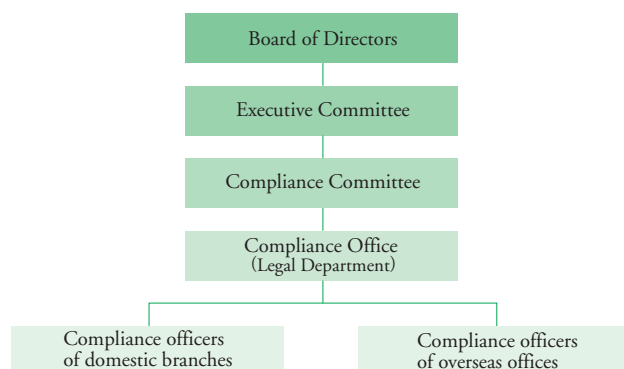 Board of Directors
Executive Committee
Compliance Committee
Compliance Office
(Legal Department)
Compliance officers
of domestic branches
Compliance officers
of overseas offices